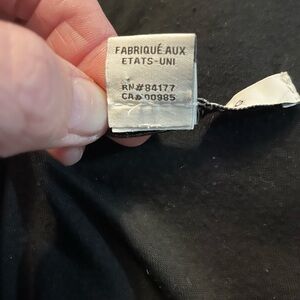 FABRIQUÉ AUX
ETATS-UNI
RN#84177
CA#00985